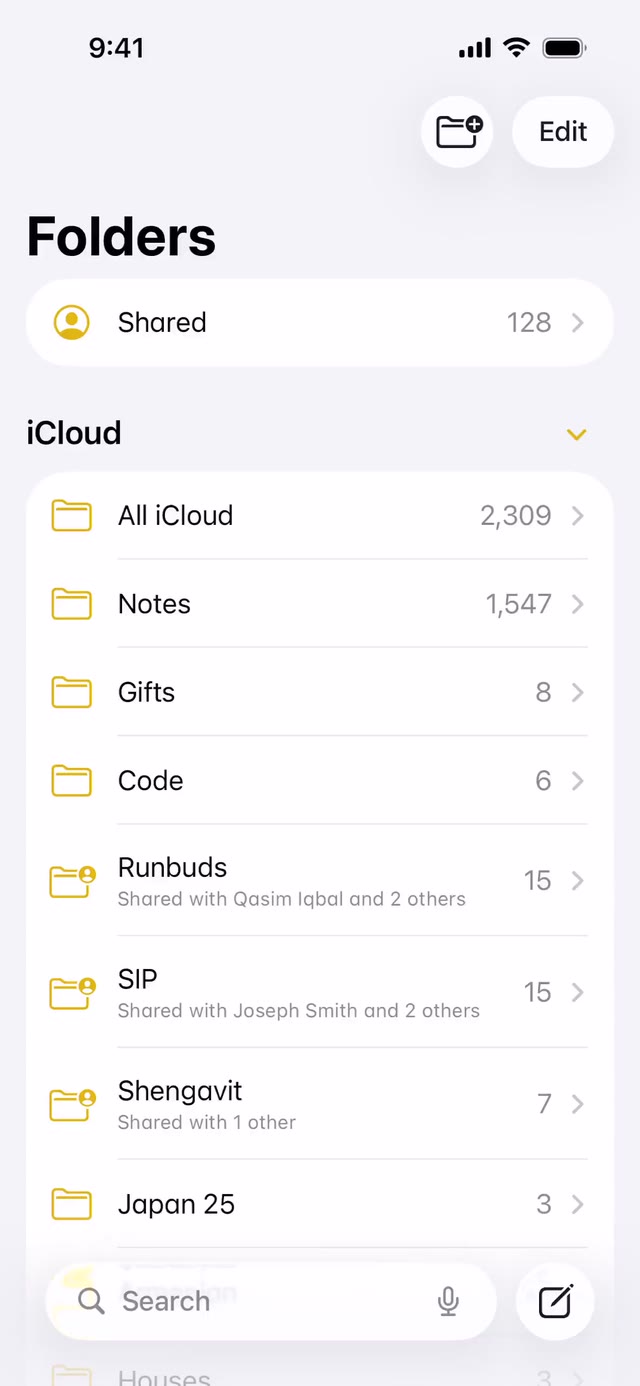 9:41
Edit
Folders
Shared 128
iCloud
All iCloud 2,309
Notes 1,547
Gifts 8
Code 6
Runbuds 15
Shared with Qasim Iqbal and 2 others
SIP 15
Shared with Joseph Smith and 2 others
Shengavit 7
Shared with 1 other
Japan 25 3
Armenian
Search
Houses 3